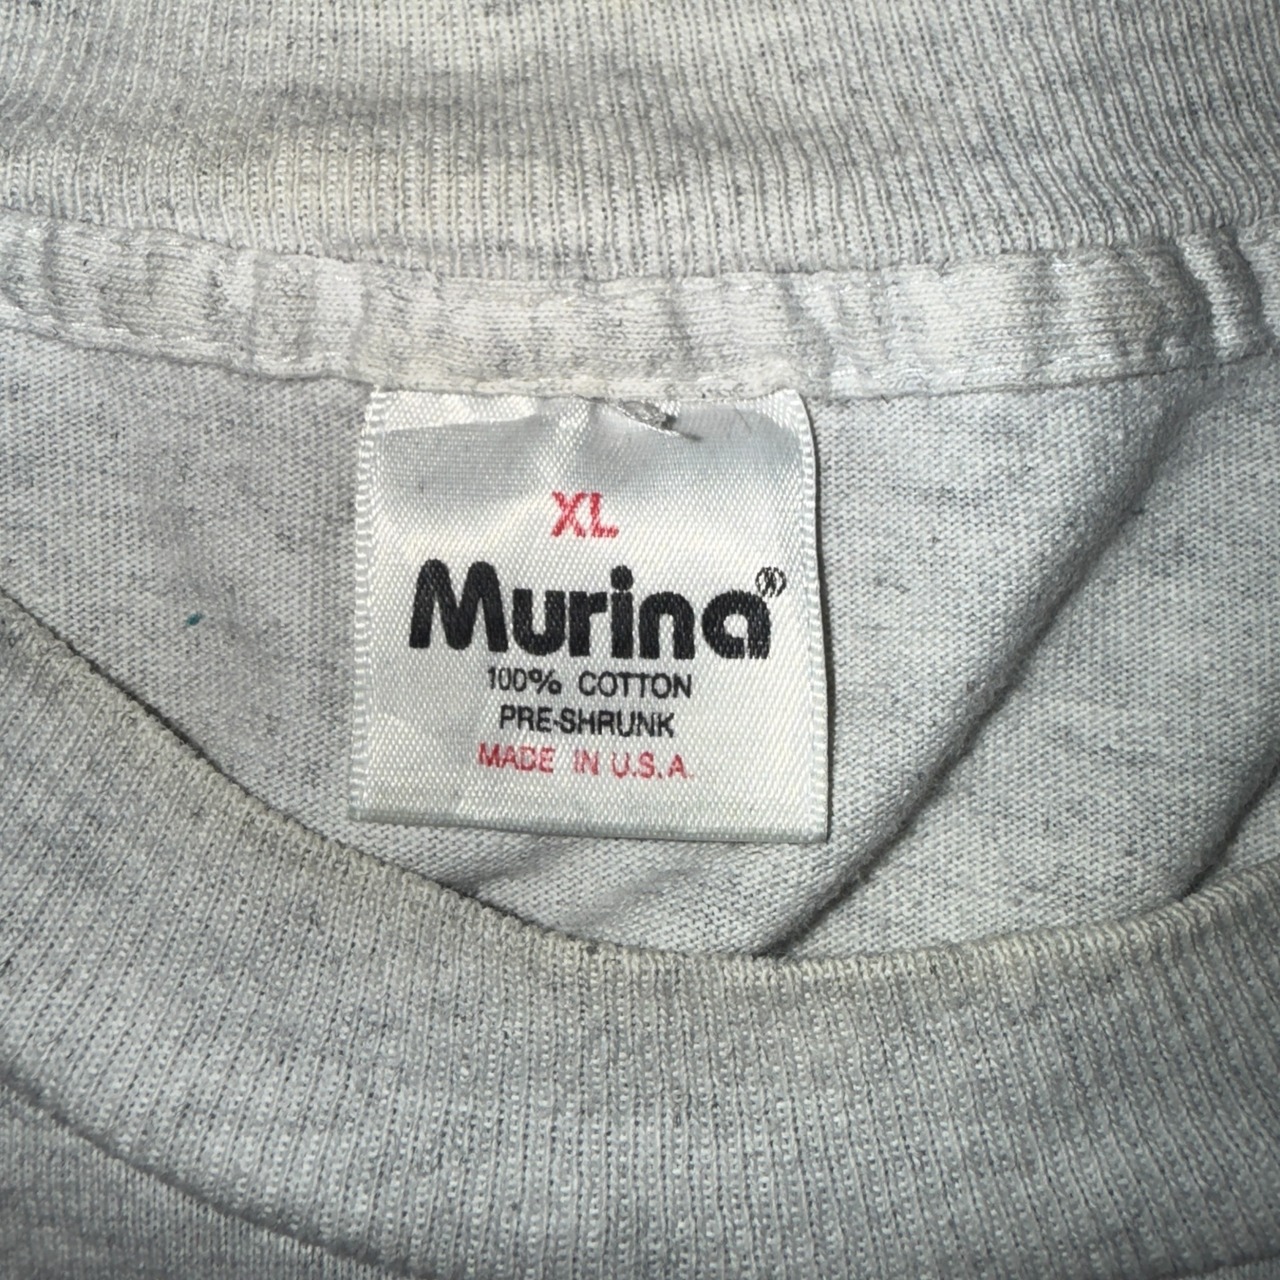 XL
Murina®
100% COTTON
PRE-SHRUNK
MADE IN U.S.A.